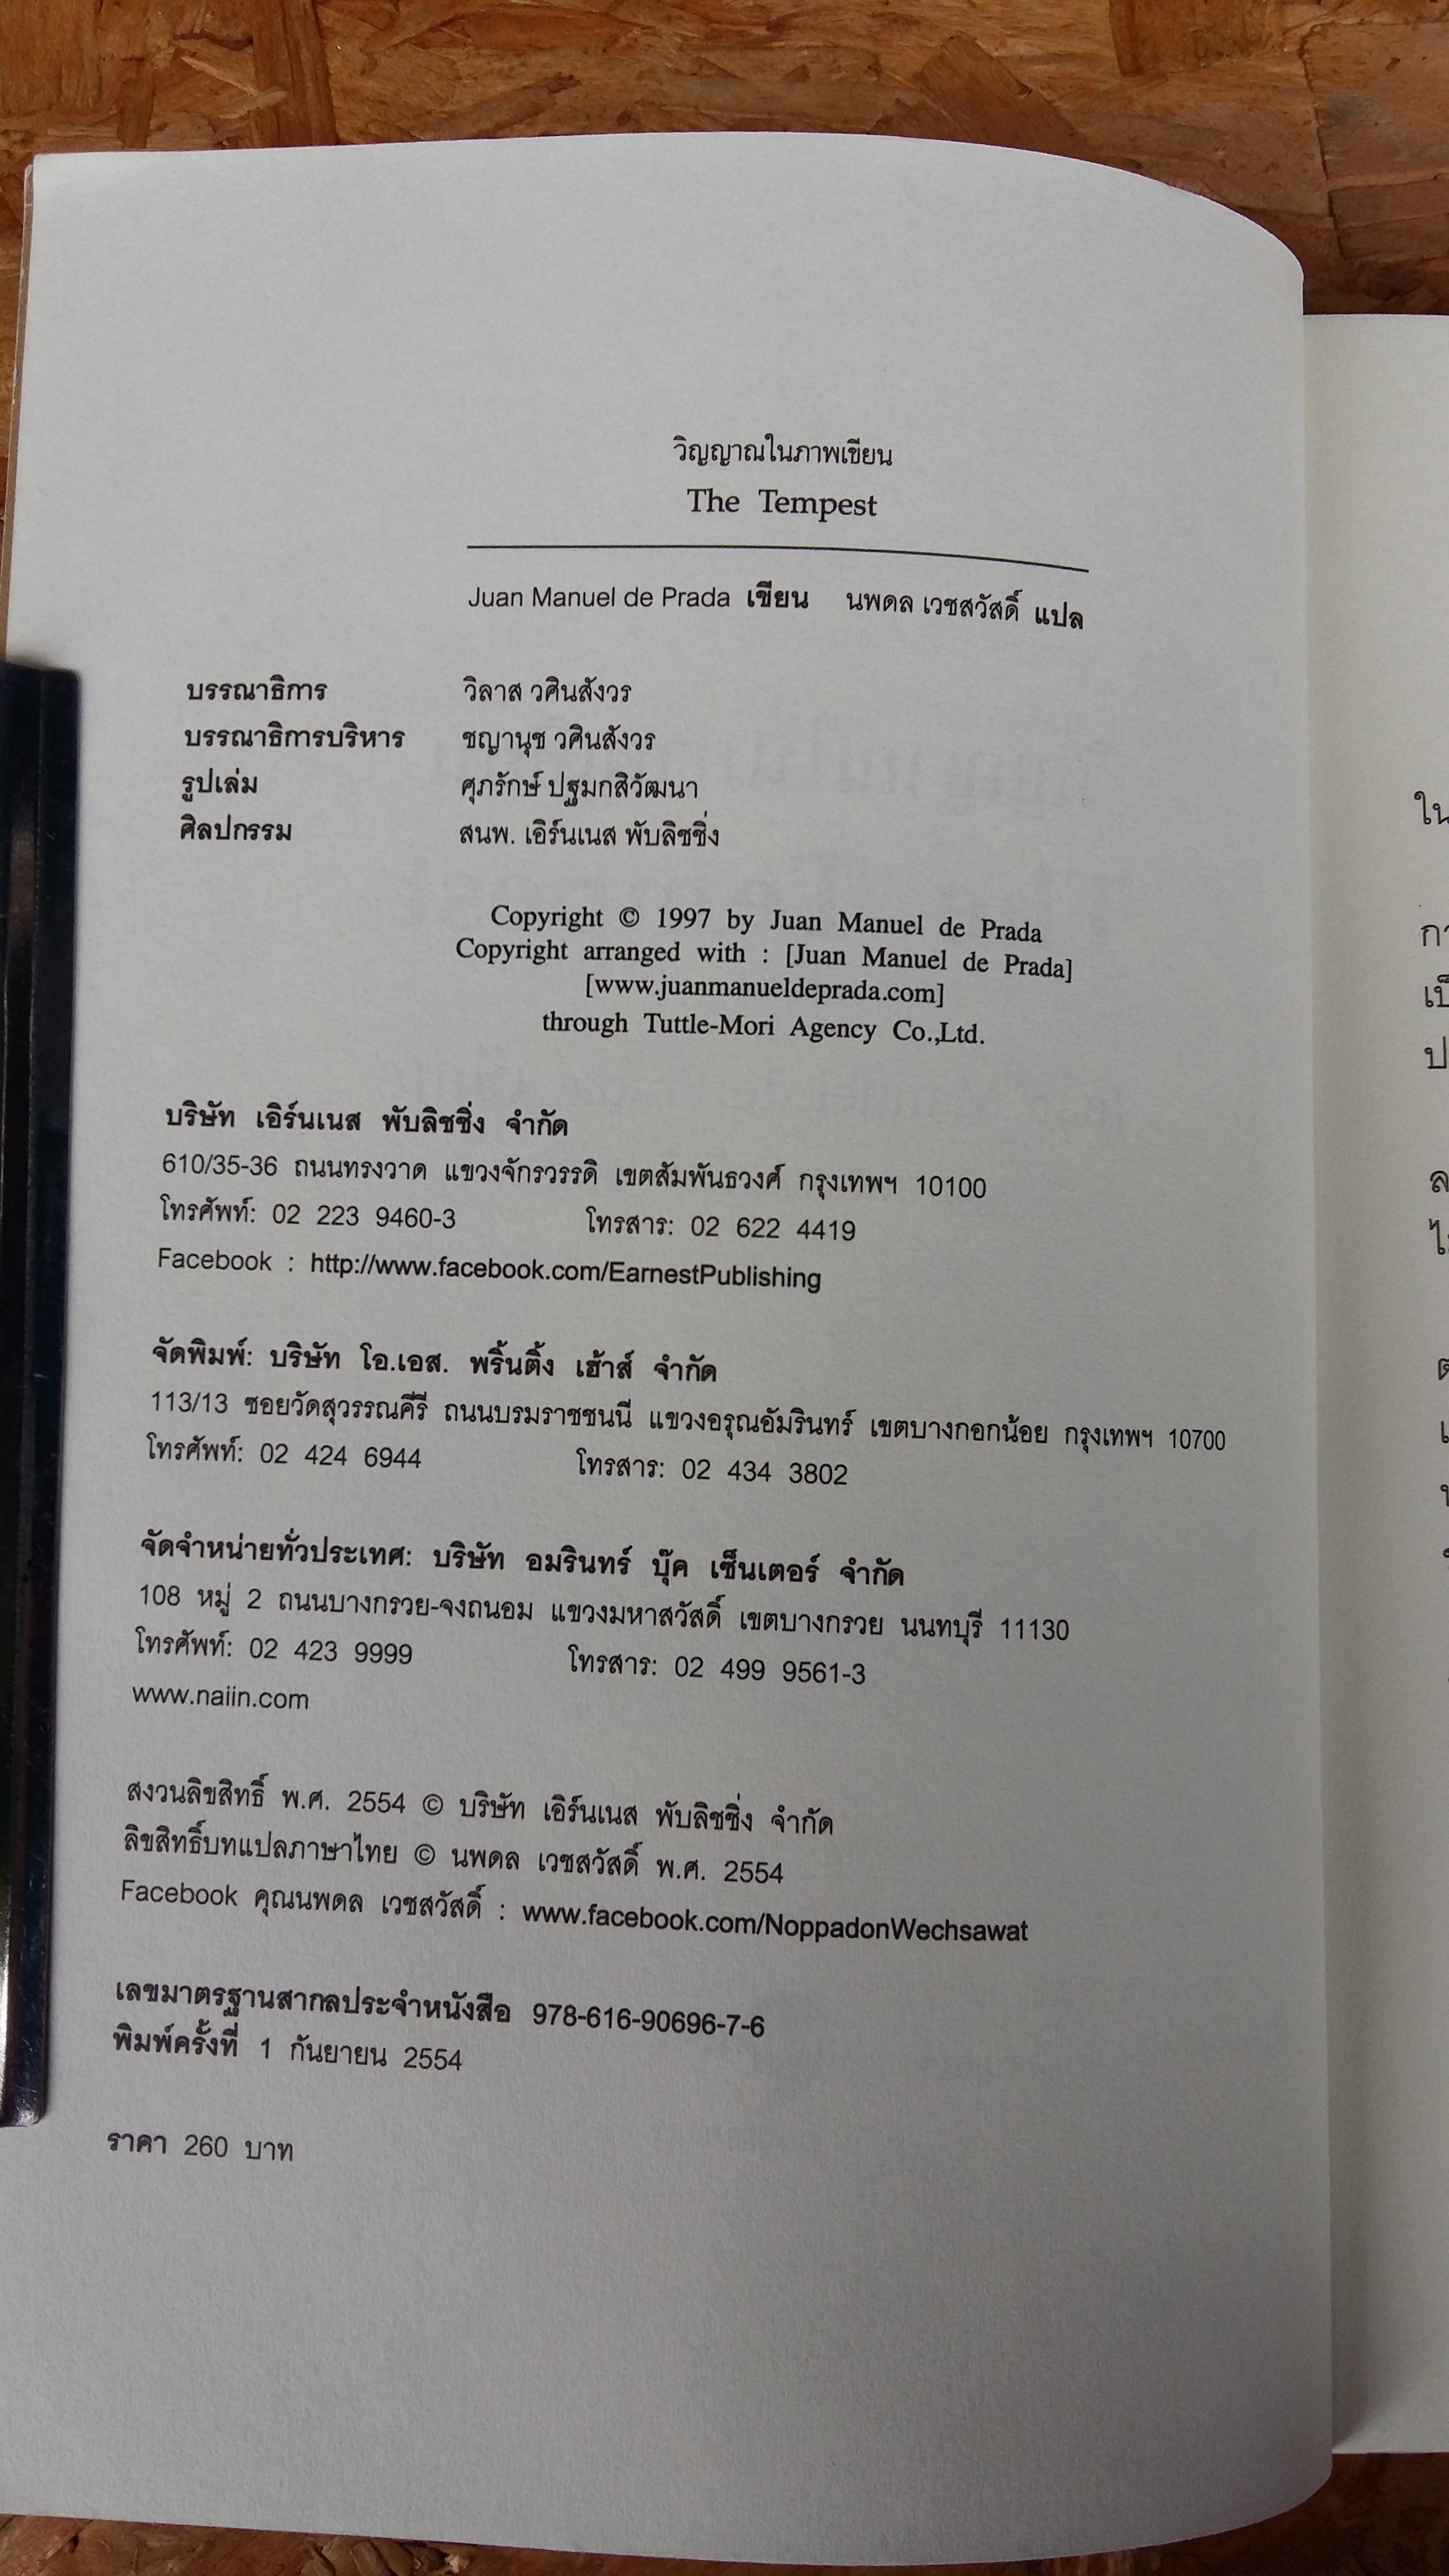 วิญญาณในภาพเขียน
The Tempest
Juan Manuel de Prada เขียน นพดล เวชสวัสดิ์ แปล
บรรณาธิการ วิลาส วศินสังวร
บรรณาธิการบริหาร ชญานุช วศินสังวร
รูปเล่ม ศุภรักษ์ ปฐมกสิวัฒนา
ศิลปกรรม สนพ. เอิร์นเนส พับลิชชิ่ง
Copyright © 1997 by Juan Manuel de Prada
Copyright arranged with : [Juan Manuel de Prada]
[www.juanmanueldeprada.com]
through Tuttle-Mori Agency Co.,Ltd.
บริษัท เอิร์นเนส พับลิชชิ่ง จำกัด
610/35-36 ถนนทรงวาด แขวงจักรวรรดิ เขตสัมพันธวงศ์ กรุงเทพฯ 10100
โทรศัพท์: 02 223 9460-3 โทรสาร: 02 622 4419
Facebook : http://www.facebook.com/EarnestPublishing
จัดพิมพ์: บริษัท โอ.เอส. พริ้นติ้ง เฮ้าส์ จำกัด
113/13 ซอยวัดสุวรรณคีรี ถนนบรมราชชนนี แขวงอรุณอัมรินทร์ เขตบางกอกน้อย กรุงเทพฯ 10700
โทรศัพท์: 02 424 6944 โทรสาร: 02 434 3802
จัดจำหน่ายทั่วประเทศ: บริษัท อมรินทร์ บุ๊ค เซ็นเตอร์ จำกัด
108 หมู่ 2 ถนนบางกรวย-จงถนอม แขวงมหาสวัสดิ์ เขตบางกรวย นนทบุรี 11130
โทรศัพท์: 02 423 9999 โทรสาร: 02 499 9561-3
www.naiin.com
สงวนลิขสิทธิ์ พ.ศ. 2554 © บริษัท เอิร์นเนส พับลิชชิ่ง จำกัด
ลิขสิทธิ์บทแปลภาษาไทย © นพดล เวชสวัสดิ์ พ.ศ. 2554
Facebook คุณนพดล เวชสวัสดิ์ : www.facebook.com/NoppadonWechsawat
เลขมาตรฐานสากลประจำหนังสือ 978-616-90696-7-6
พิมพ์ครั้งที่ 1 กันยายน 2554
ราคา 260 บาท